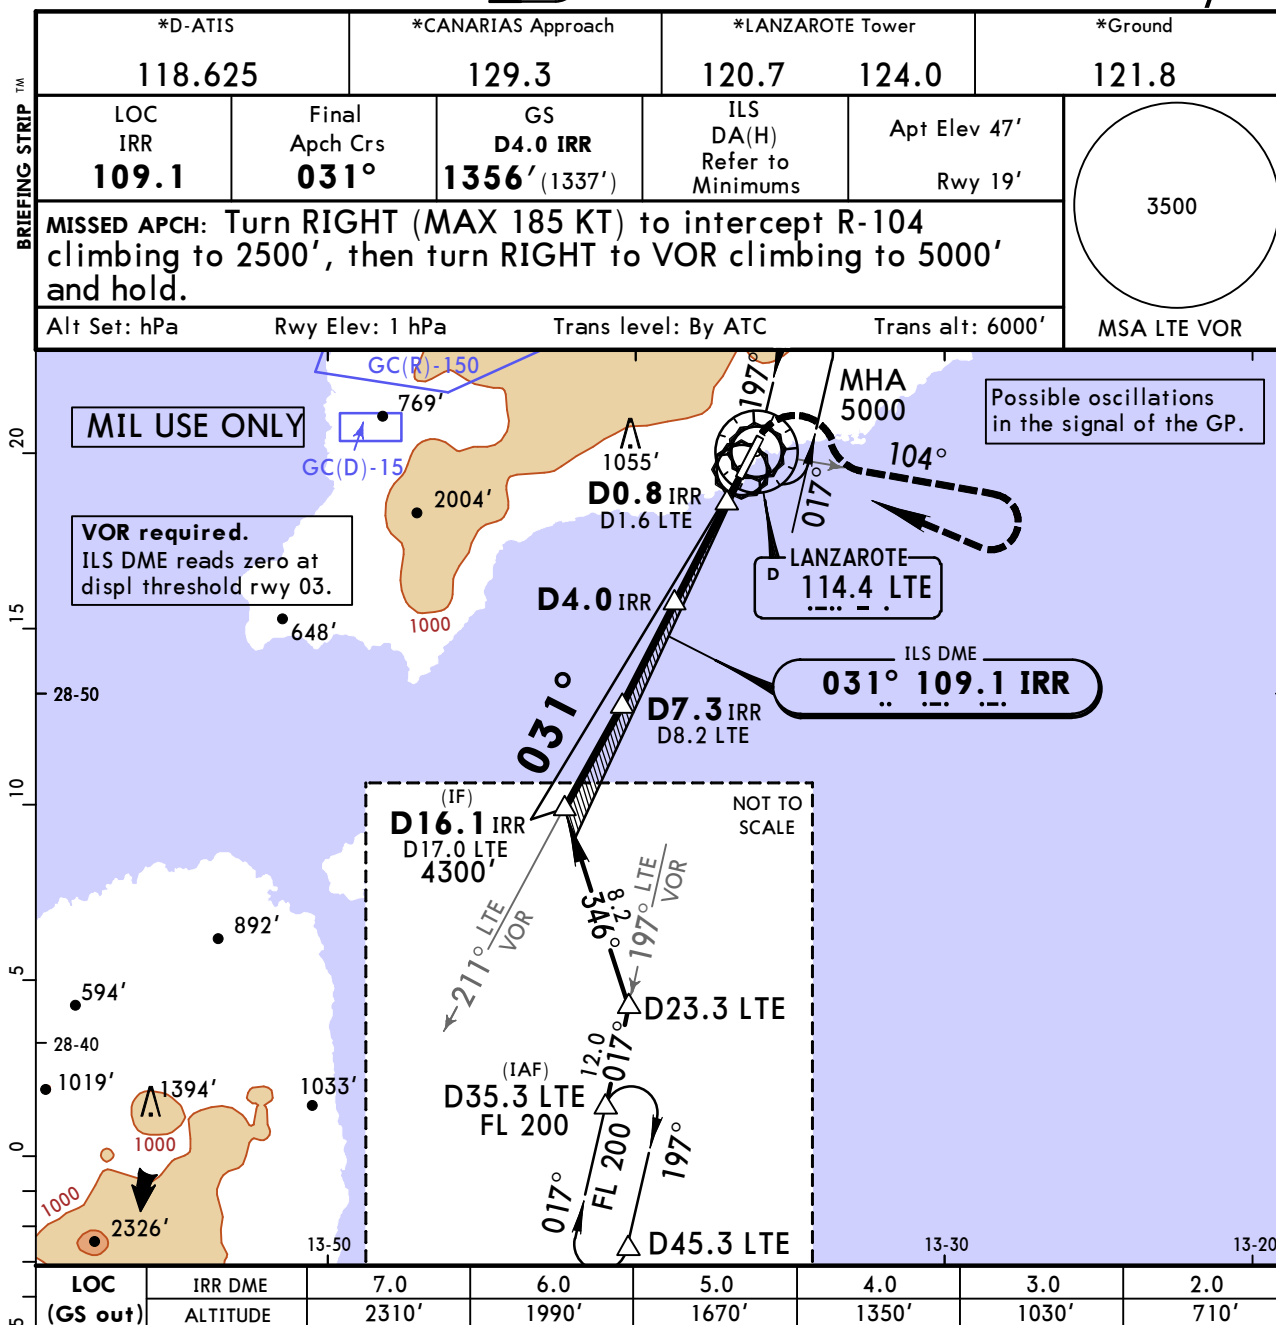 *D-ATIS
118.625
*CANARIAS Approach
129.3
*LANZAROTE Tower
120.7 124.0
*Ground
121.8
BRIEFING STRIP TM
LOC
IRR
109.1
Final
Apch Crs
031°
GS
D4.0 IRR
1356' (1337')
ILS
DA(H)
Refer to
Minimums
Apt Elev 47'
Rwy 19'
3500
MSA LTE VOR
MISSED APCH: Turn RIGHT (MAX 185 KT) to intercept R-104
climbing to 2500', then turn RIGHT to VOR climbing to 5000'
and hold.
Alt Set: hPa Rwy Elev: 1 hPa Trans level: By ATC Trans alt: 6000'
GC(R)-150
769'
MIL USE ONLY
GC(D)-15
2004'
1055'
197°
MHA
5000
Possible oscillations
in the signal of the GP.
104°
017°
D0.8 IRR
D1.6 LTE
VOR required.
ILS DME reads zero at
displ threshold rwy 03.
648'
1000
LANZAROTE
D 114.4 LTE
D4.0 IRR
ILS DME
031° 109.1 IRR
28-50
031°
D7.3 IRR
D8.2 LTE
(IF)
D16.1 IRR
D17.0 LTE
4300'
NOT TO
SCALE
8.2
346°
197° LTE
VOR
211° LTE
VOR
892'
594'
D23.3 LTE
28-40
12.0
017°
(IAF)
D35.3 LTE
FL 200
1019'
1394'
1033'
1000
1000
2326'
017°
FL 200
197°
D45.3 LTE
13-50
13-30
13-20
20
15
10
5
0
5
LOC
(GS out)
IRR DME 7.0 6.0 5.0 4.0 3.0 2.0
ALTITUDE 2310' 1990' 1670' 1350' 1030' 710'